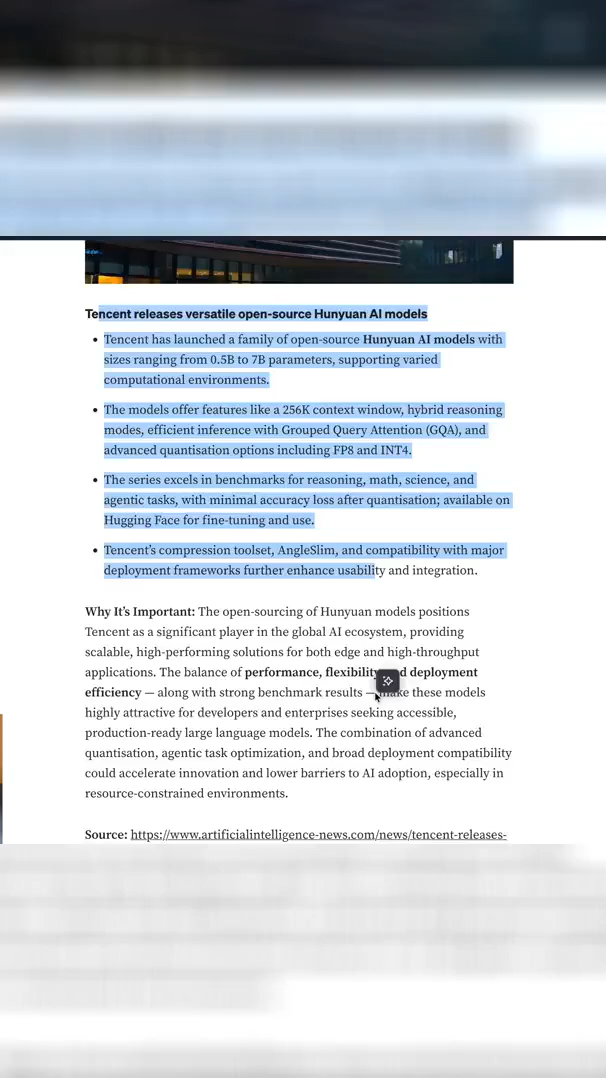 Tencent releases versatile open-source Hunyuan AI models
• Tencent has launched a family of open-source Hunyuan AI models with
sizes ranging from 0.5B to 7B parameters, supporting varied
computational environments.
• The models offer features like a 256K context window, hybrid reasoning
modes, efficient inference with Grouped Query Attention (GQA), and
advanced quantisation options including FP8 and INT4.
• The series excels in benchmarks for reasoning, math, science, and
agentic tasks, with minimal accuracy loss after quantisation; available on
Hugging Face for fine-tuning and use.
• Tencent’s compression toolset, AngleSlim, and compatibility with major
deployment frameworks further enhance usability and integration.
Why It’s Important: The open-sourcing of Hunyuan models positions
Tencent as a significant player in the global AI ecosystem, providing
scalable, high-performing solutions for both edge and high-throughput
applications. The balance of performance, flexibility deployment
efficiency — along with strong benchmark results — make these models
highly attractive for developers and enterprises seeking accessible,
production-ready large language models. The combination of advanced
quantisation, agentic task optimization, and broad deployment compatibility
could accelerate innovation and lower barriers to AI adoption, especially in
resource-constrained environments.
Source: https://www.artificialintelligence-news.com/news/tencent-releases-